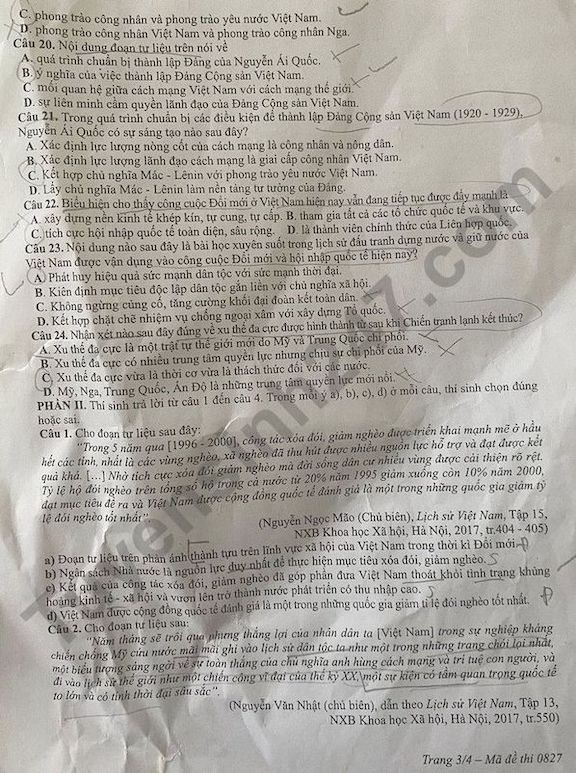 C. phong trào công nhân và phong trào yêu nước Việt Nam.
D. phong trào công nhân Việt Nam và phong trào công nhân Nga.
Câu 20. Nội dung đoạn tư liệu trên nói về
A. quá trình chuẩn bị thành lập Đảng của Nguyễn Ái Quốc.
B. ý nghĩa của việc thành lập Đảng Cộng sản Việt Nam.
C. mối quan hệ giữa cách mạng Việt Nam với cách mạng thế giới.
D. sự liên minh cầm quyền lãnh đạo của Đảng Cộng sản Việt Nam.
Câu 21. Trong quá trình chuẩn bị các điều kiện để thành lập Đảng Cộng sản Việt Nam (1920 - 1929),
Nguyễn Ái Quốc có sự sáng tạo nào sau đây?
A. Xác định lực lượng nòng cốt của cách mạng là công nhân và nông dân.
B. Xác định lực lượng lãnh đạo cách mạng là giai cấp công nhân Việt Nam.
C. Kết hợp chủ nghĩa Mác - Lênin với phong trào yêu nước Việt Nam.
D. Lấy chủ nghĩa Mác - Lênin làm nền tảng tư tưởng của Đảng.
Câu 22. Biểu hiện cho thấy công cuộc Đổi mới ở Việt Nam hiện nay vẫn đang tiếp tục được đẩy mạnh là
A. xây dựng nền kinh tế khép kín, tự cung, tự cấp. B. tham gia tất cả các tổ chức quốc tế và khu vực.
C. tích cực hội nhập quốc tế toàn diện, sâu rộng. D. là thành viên chính thức của Liên hợp quốc.
Câu 23. Nội dung nào sau đây là bài học xuyên suốt trong lịch sử đấu tranh dựng nước và giữ nước của
Việt Nam được vận dụng vào công cuộc Đổi mới và hội nhập quốc tế hiện nay?
A. Phát huy hiệu quả sức mạnh dân tộc với sức mạnh thời đại.
B. Kiên định mục tiêu độc lập dân tộc gắn liền với chủ nghĩa xã hội.
C. Không ngừng củng cố, tăng cường khối đại đoàn kết toàn dân.
D. Kết hợp chặt chẽ nhiệm vụ chống ngoại xâm với xây dựng Tổ quốc.
Câu 24. Nhận xét nào sau đây đúng về xu thế đa cực được hình thành từ sau khi Chiến tranh lạnh kết thúc?
A. Xu thế đa cực là một trật tự thế giới mới do Mỹ và Trung Quốc chi phối.
B. Xu thế đa cực có nhiều trung tâm quyền lực nhưng chịu sự chi phối của Mỹ.
C. Xu thế đa cực vừa là thời cơ vừa là thách thức đối với các nước.
D. Mỹ, Nga, Trung Quốc, Ấn Độ là những trung tâm quyền lực mới nổi.
PHẦN II. Thí sinh trả lời từ câu 1 đến câu 4. Trong mỗi ý a), b), c), d) ở mỗi câu, thí sinh chọn đúng
hoặc sai.
Câu 1. Cho đoạn tư liệu sau đây:
"Trong 5 năm qua [1996 - 2000], công tác xóa đói, giảm nghèo được triển khai mạnh mẽ ở hầu
hết các tỉnh, nhất là các vùng nghèo, xã nghèo đã thu hút được nhiều nguồn lực hỗ trợ và đạt được kết
quả khá. [...] Nhờ tích cực xóa đói giảm nghèo mà đời sống dân cư nhiều vùng được cải thiện rõ rệt.
Tỷ lệ hộ đói nghèo trên tổng số hộ trong cả nước từ 20% năm 1995 giảm xuống còn 10% năm 2000,
đạt mục tiêu đề ra và Việt Nam được cộng đồng quốc tế đánh giá là một trong những quốc gia giảm tỷ
lệ đói nghèo tốt nhất".
(Nguyễn Ngọc Mão (Chủ biên), Lịch sử Việt Nam, Tập 15,
NXB Khoa học Xã hội, Hà Nội, 2017, tr.404 - 405)
a) Đoạn tư liệu trên phản ánh thành tựu trên lĩnh vực xã hội của Việt Nam trong thời kì Đổi mới.
b) Ngân sách Nhà nước là nguồn lực duy nhất để thực hiện mục tiêu xóa đói, giảm nghèo. S
c) Kết quả của công tác xóa đói, giảm nghèo đã góp phần đưa Việt Nam thoát khỏi tình trạng khủng
hoảng kinh tế - xã hội và vươn lên trở thành nước phát triển có thu nhập cao. S
d) Việt Nam được cộng đồng quốc tế đánh giá là một trong những quốc gia giảm tỉ lệ đói nghèo tốt nhất. Đ
Câu 2. Cho đoạn tư liệu sau:
"Năm tháng sẽ trôi qua nhưng thắng lợi của nhân dân ta [Việt Nam] trong sự nghiệp kháng
chiến chống Mỹ cứu nước mãi mãi ghi vào lịch sử dân tộc ta như một trong những trang chói lọi nhất,
một biểu tượng sáng ngời về sự toàn thắng của chủ nghĩa anh hùng cách mạng và trí tuệ con người, và
đi vào lịch sử thế giới như một chiến công vĩ đại của thế kỷ XX, một sự kiện có tầm quan trọng quốc tế
to lớn và có tính thời đại sâu sắc".
(Nguyễn Văn Nhật (chủ biên), dẫn theo Lịch sử Việt Nam, Tập 13,
NXB Khoa học Xã hội, Hà Nội, 2017, tr.550)
Trang 3/4 – Mã đề thi 0827